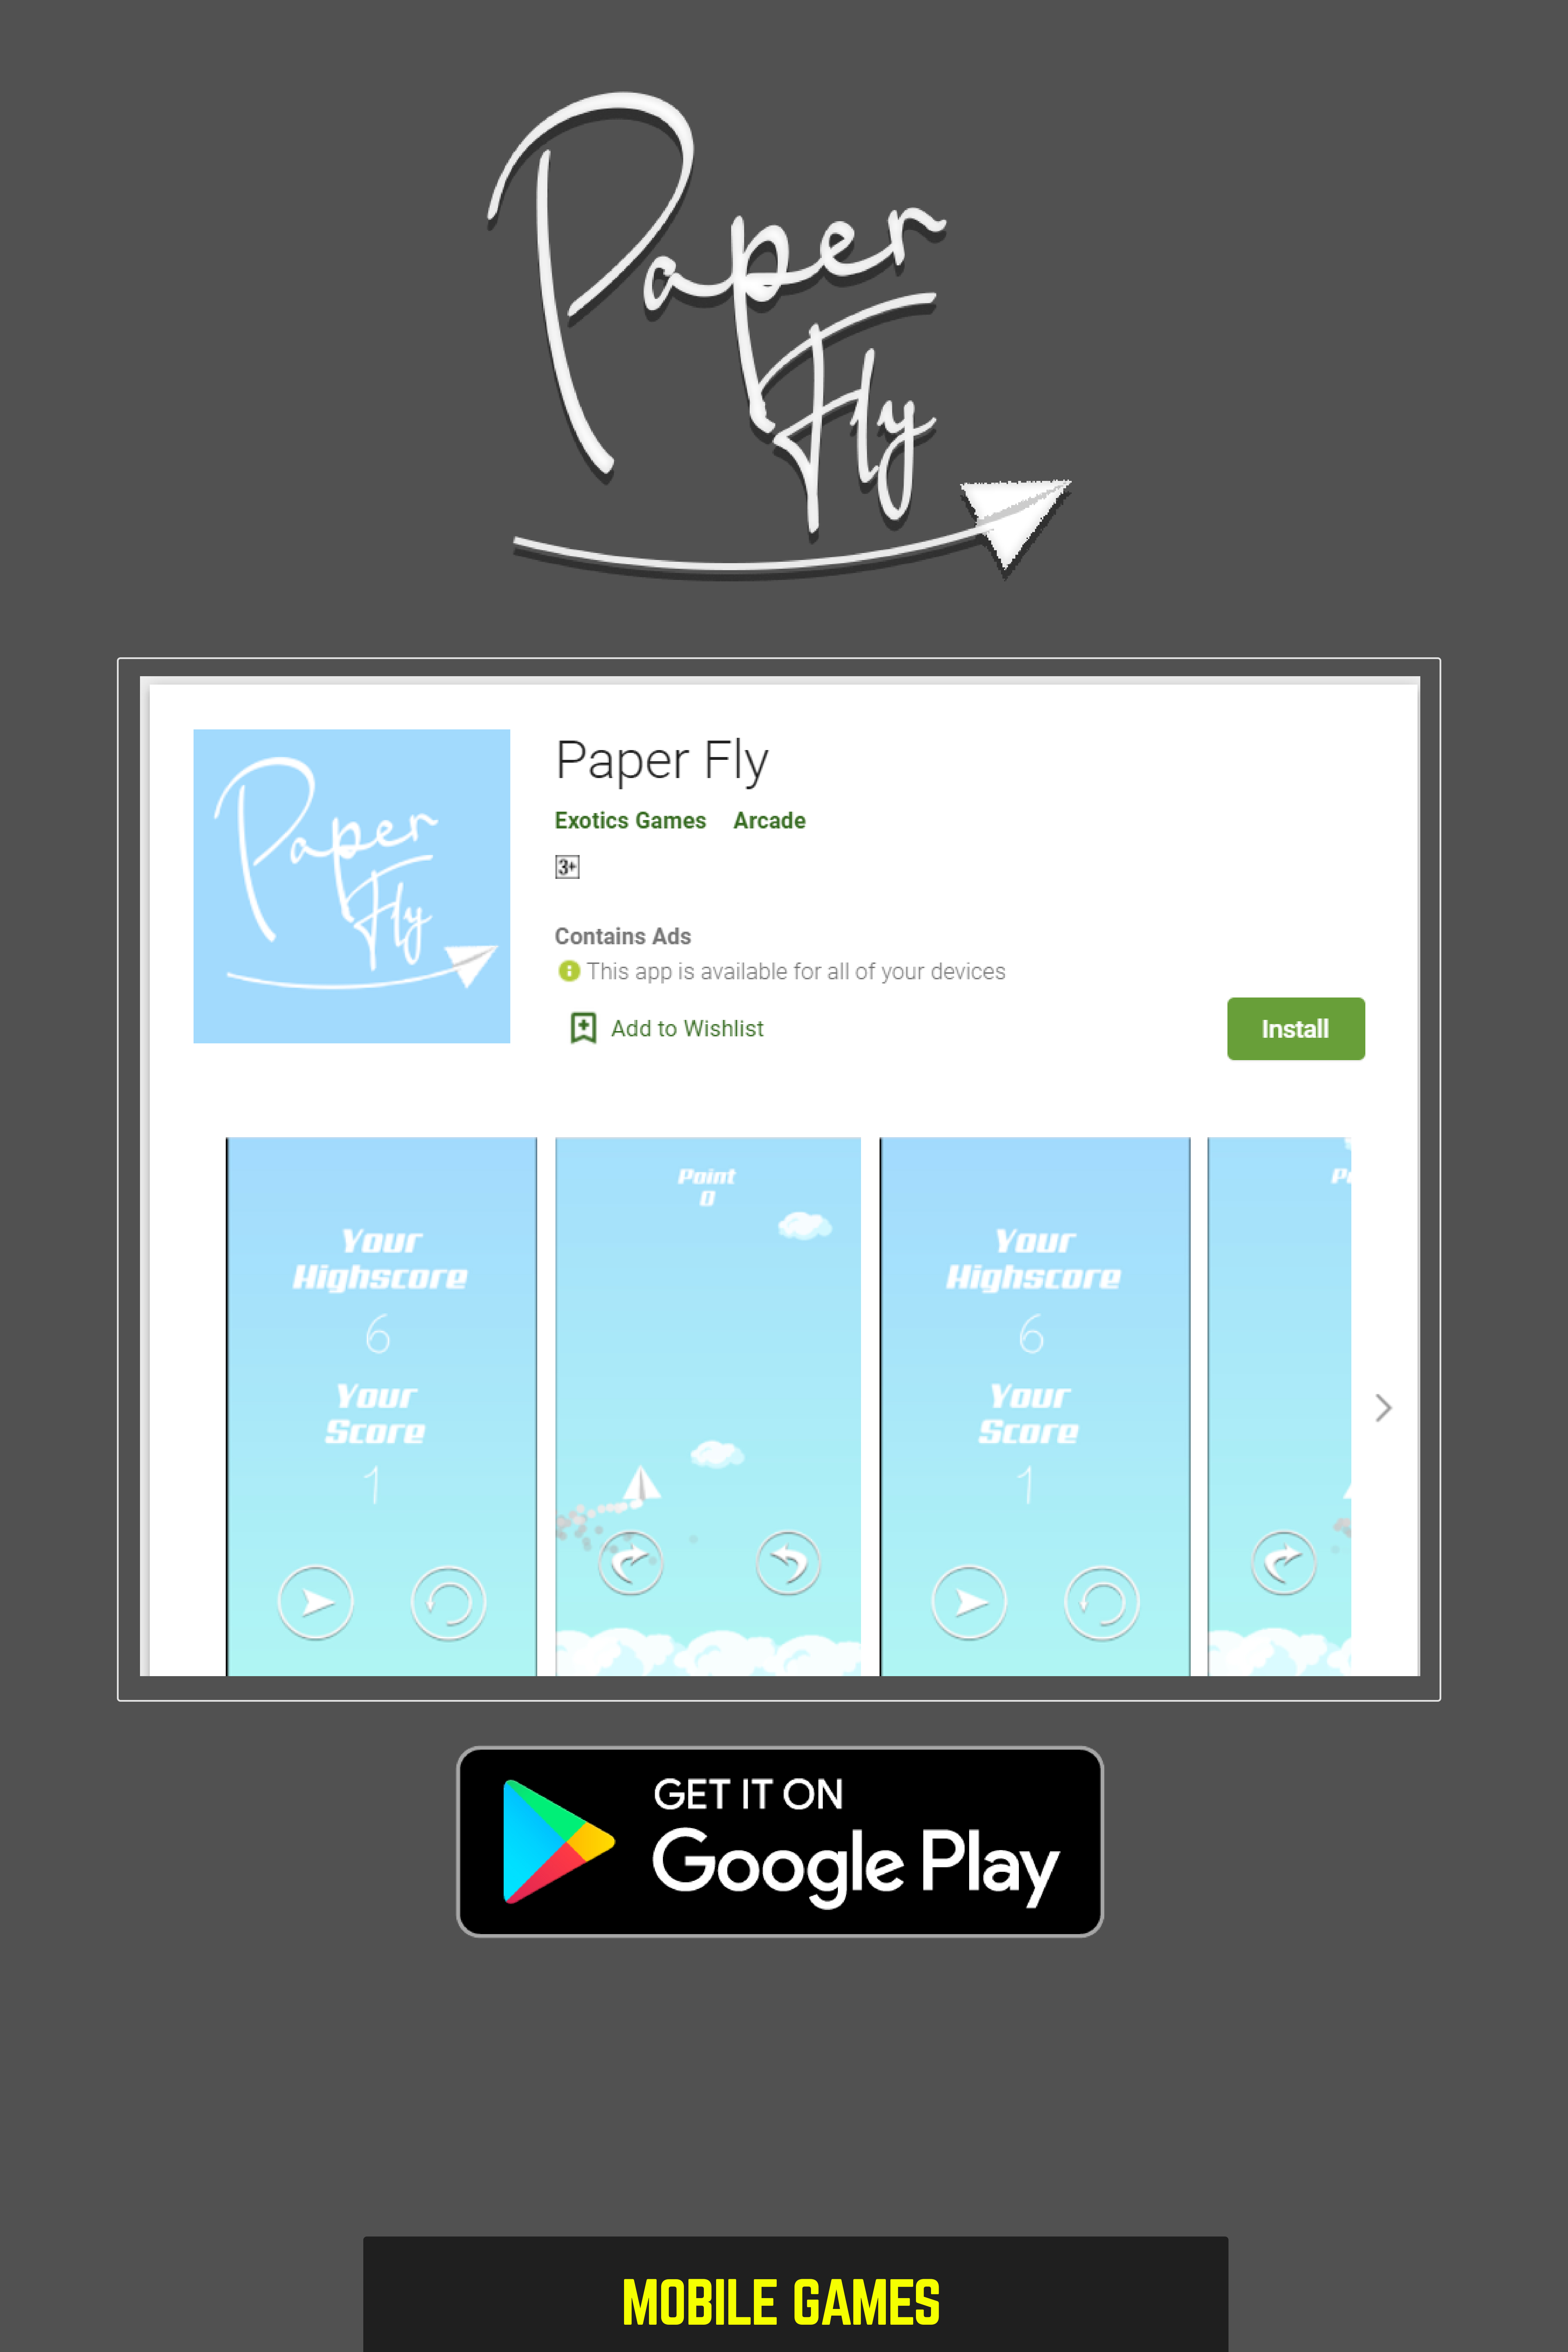 Paper
Fly
Paper
Fly
Paper Fly
Exotics Games Arcade
3+
Contains Ads
This app is available for all of your devices
Add to Wishlist
Install
Your
Highscore
6
Your
Score
1
Point
0
Your
Highscore
6
Your
Score
1
GET IT ON
Google Play
MOBILE GAMES